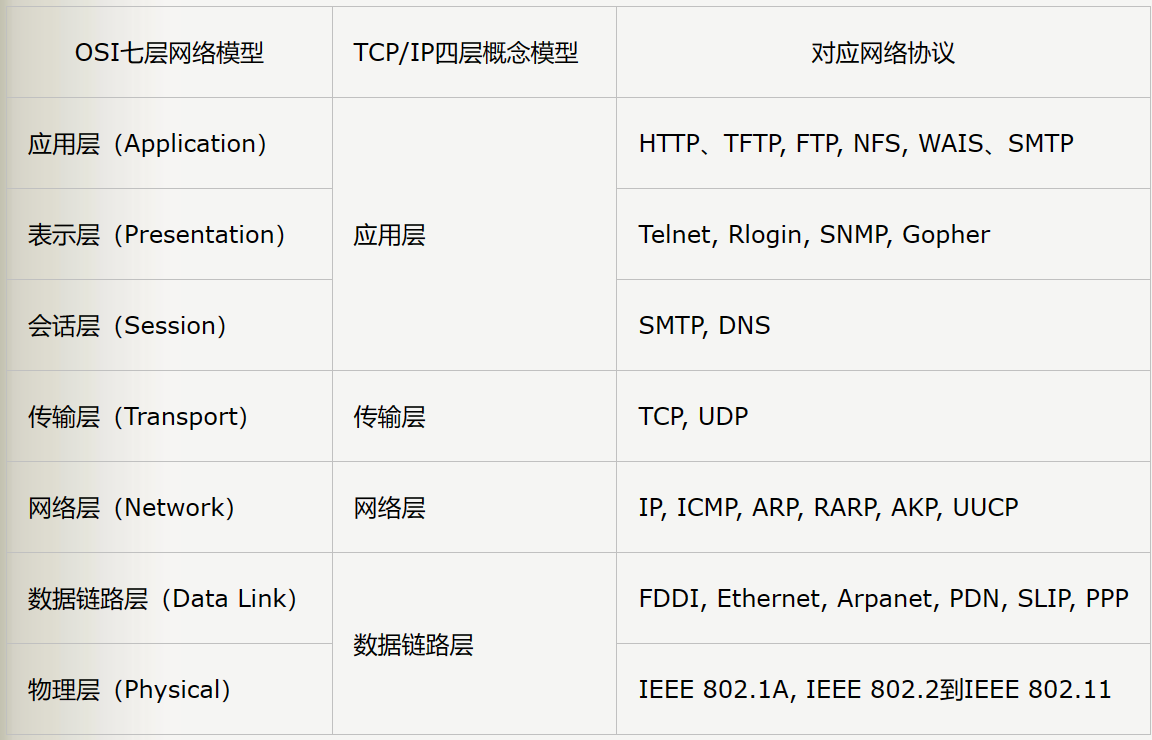 OSI七层网络模型 TCP/IP四层概念模型 对应网络协议
应用层（Application） HTTP、TFTP, FTP, NFS, WAIS、SMTP
表示层（Presentation） 应用层 Telnet, Rlogin, SNMP, Gopher
会话层（Session） SMTP, DNS
传输层（Transport） 传输层 TCP, UDP
网络层（Network） 网络层 IP, ICMP, ARP, RARP, AKP, UUCP
数据链路层（Data Link） FDDI, Ethernet, Arpanet, PDN, SLIP, PPP
数据链路层
物理层（Physical） IEEE 802.1A, IEEE 802.2到IEEE 802.11